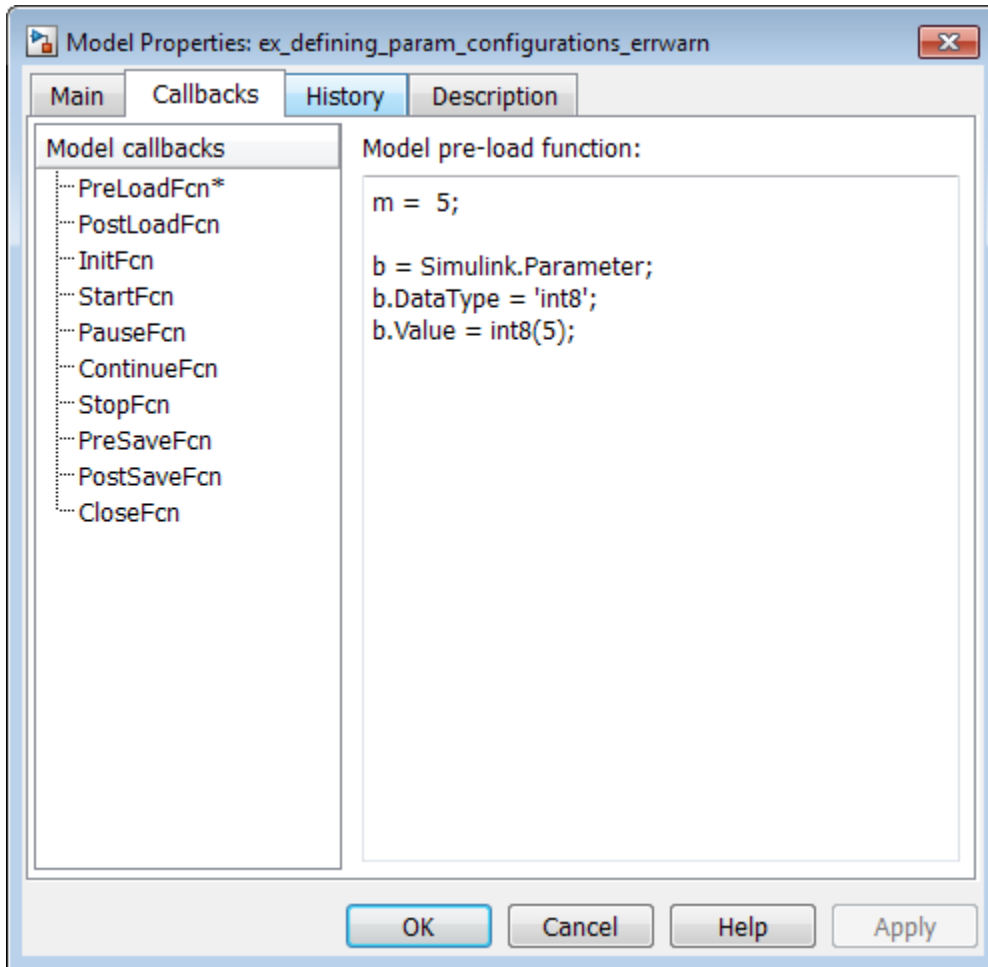 Model Properties: ex_defining_param_configurations_errwarn
Main Callbacks History Description
Model callbacks
PreLoadFcn*
PostLoadFcn
InitFcn
StartFcn
PauseFcn
ContinueFcn
StopFcn
PreSaveFcn
PostSaveFcn
CloseFcn
Model pre-load function:
m =  5;
b = Simulink.Parameter;
b.DataType = 'int8';
b.Value = int8(5);
OK Cancel Help Apply